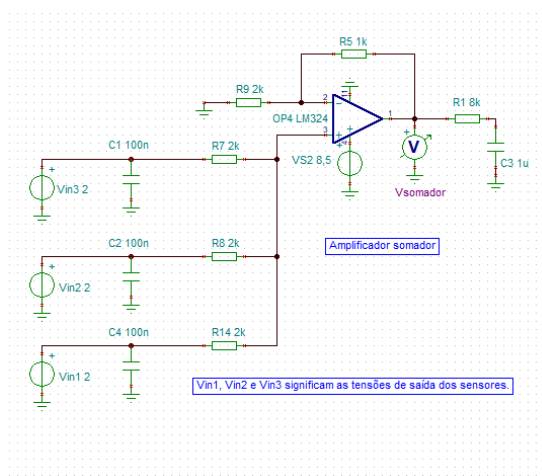 R5 1k
R9 2k
2
11
OP4 LM324
1
R1 8k
3
4
C1 100n
R7 2k
VS2 8,5
V
C3 1u
Vin3 2
Vsomador
C2 100n
R8 2k
Amplificador somador
Vin2 2
C4 100n
R14 2k
Vin1 2
Vin1, Vin2 e Vin3 significam as tensões de saída dos sensores.